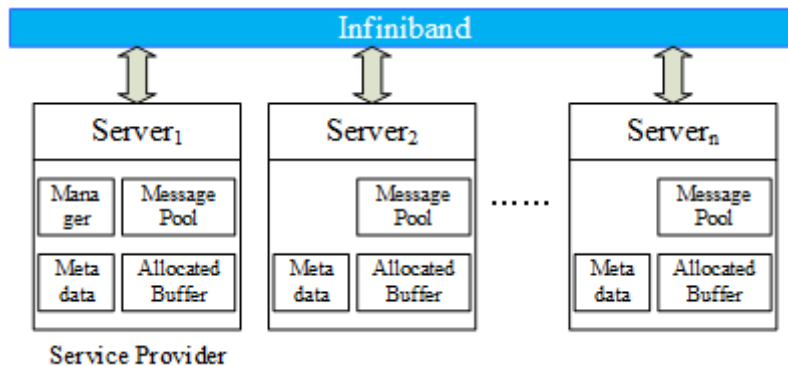 Infiniband
Server1
Server2
Servern
Mana
ger
Message
Pool
Message
Pool
......
Message
Pool
Meta
data
Allocated
Buffer
Meta
data
Allocated
Buffer
Meta
data
Allocated
Buffer
Service Provider